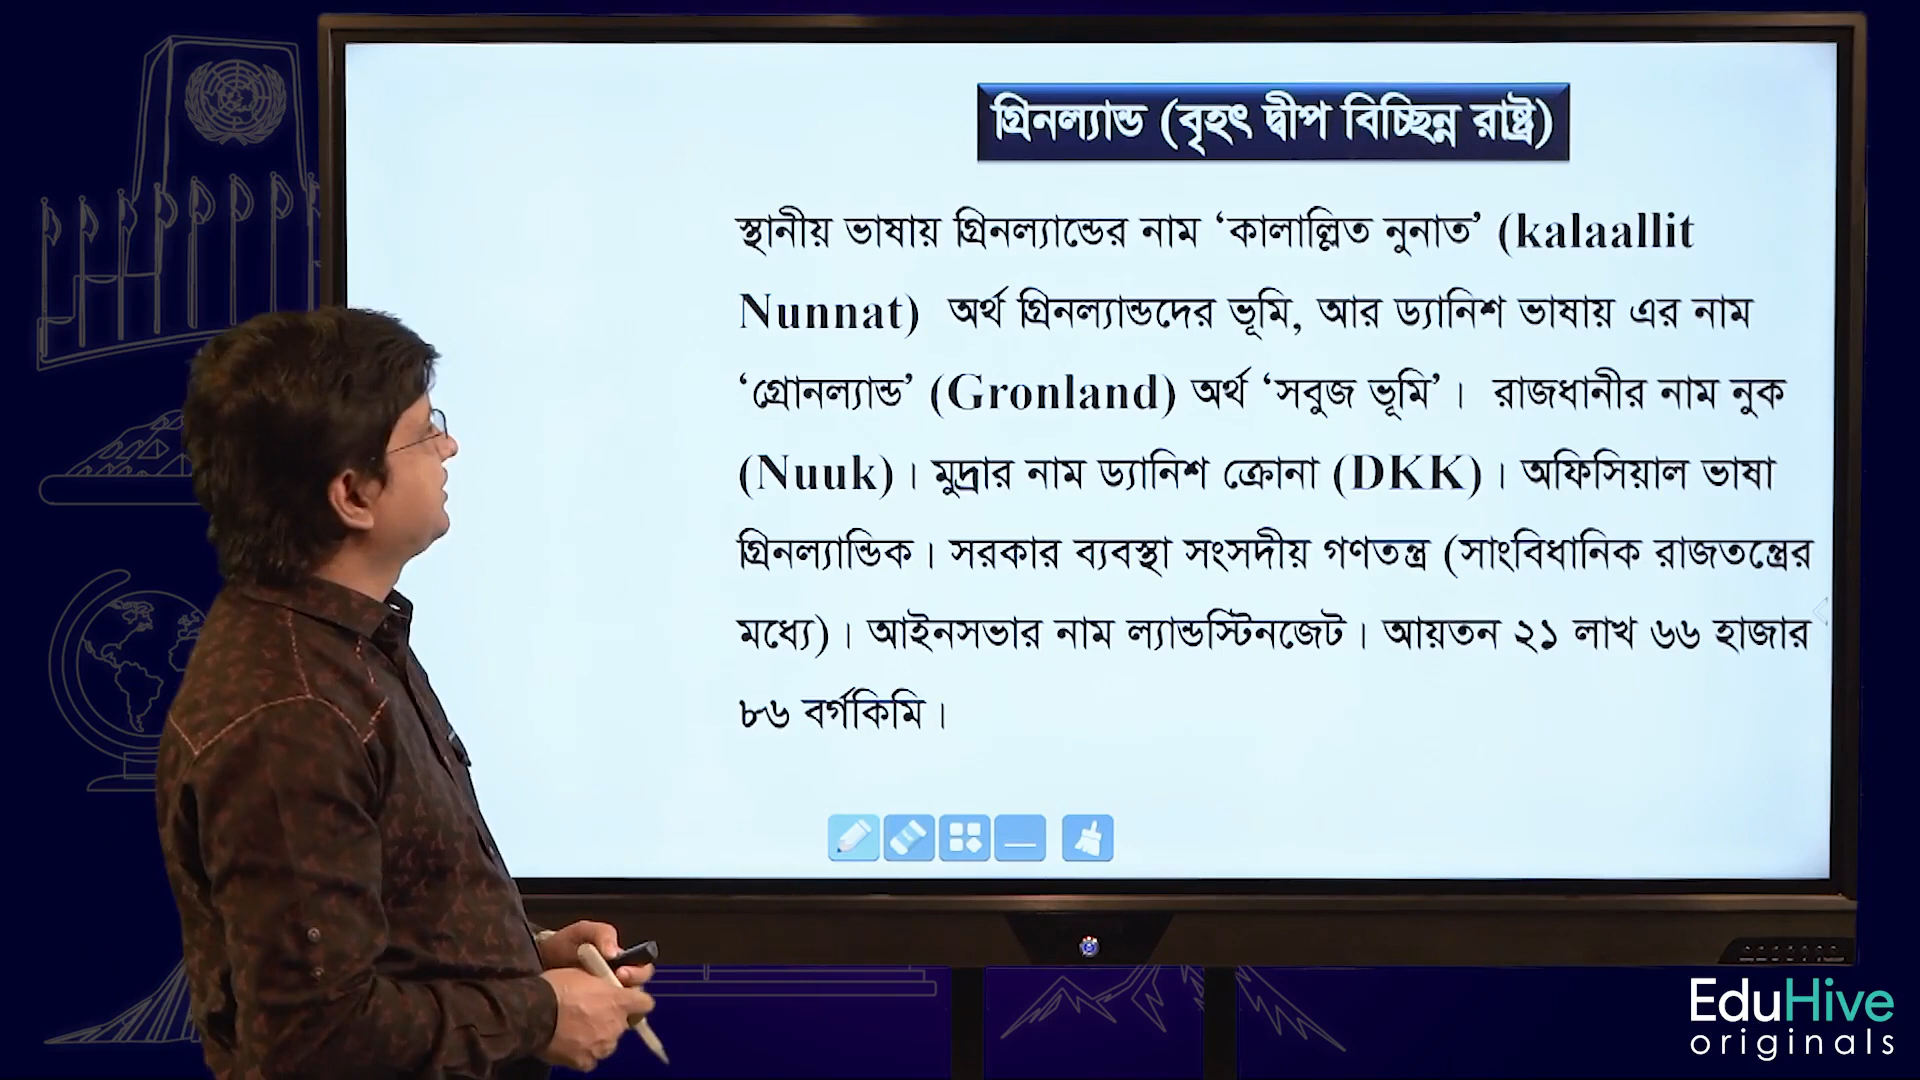 গ্রিনল্যান্ড (বৃহৎ দ্বীপ বিচ্ছিন্ন রাষ্ট্র)
স্থানীয় ভাষায় গ্রিনল্যান্ডের নাম ‘কালাল্লিত নুনাত’ (kalaallit
Nunnat) অর্থ গ্রিনল্যান্ডদের ভূমি, আর ড্যানিশ ভাষায় এর নাম
‘গ্রোনল্যান্ড’ (Gronland) অর্থ ‘সবুজ ভূমি’। রাজধানীর নাম নুক
(Nuuk)। মুদ্রার নাম ড্যানিশ ক্রোনা (DKK)। অফিসিয়াল ভাষা
গ্রিনল্যান্ডিক। সরকার ব্যবস্থা সংসদীয় গণতন্ত্র (সাংবিধানিক রাজতন্ত্রের
মধ্যে)। আইনসভার নাম ল্যান্ডস্টিনজেট। আয়তন ২১ লাখ ৬৬ হাজার
৮৬ বর্গকিমি।
EduHive
originals